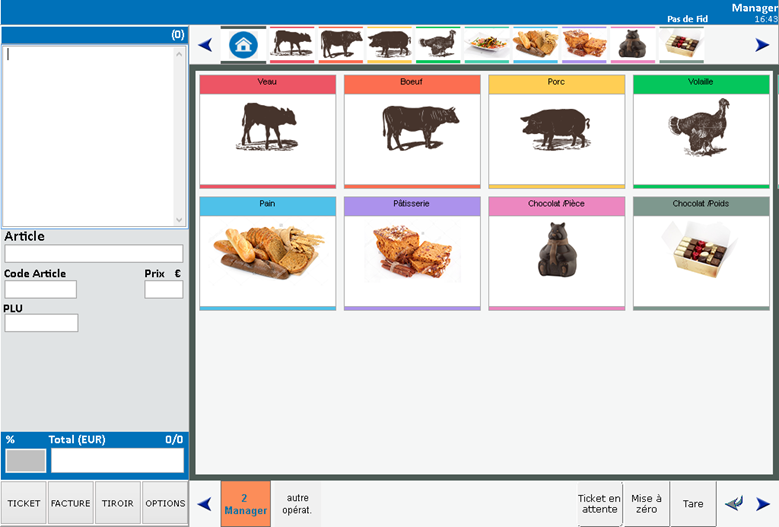 Manager
Pas de Fid 16:43
(0)
Veau Boeuf Porc Volaille
Pain Pâtisserie Chocolat /Pièce Chocolat /Poids
Article
Code Article Prix €
PLU
% Total (EUR) 0/0
TICKET FACTURE TIROIR OPTIONS
2
Manager
autre
opérat.
Ticket en
attente
Mise à
zéro
Tare